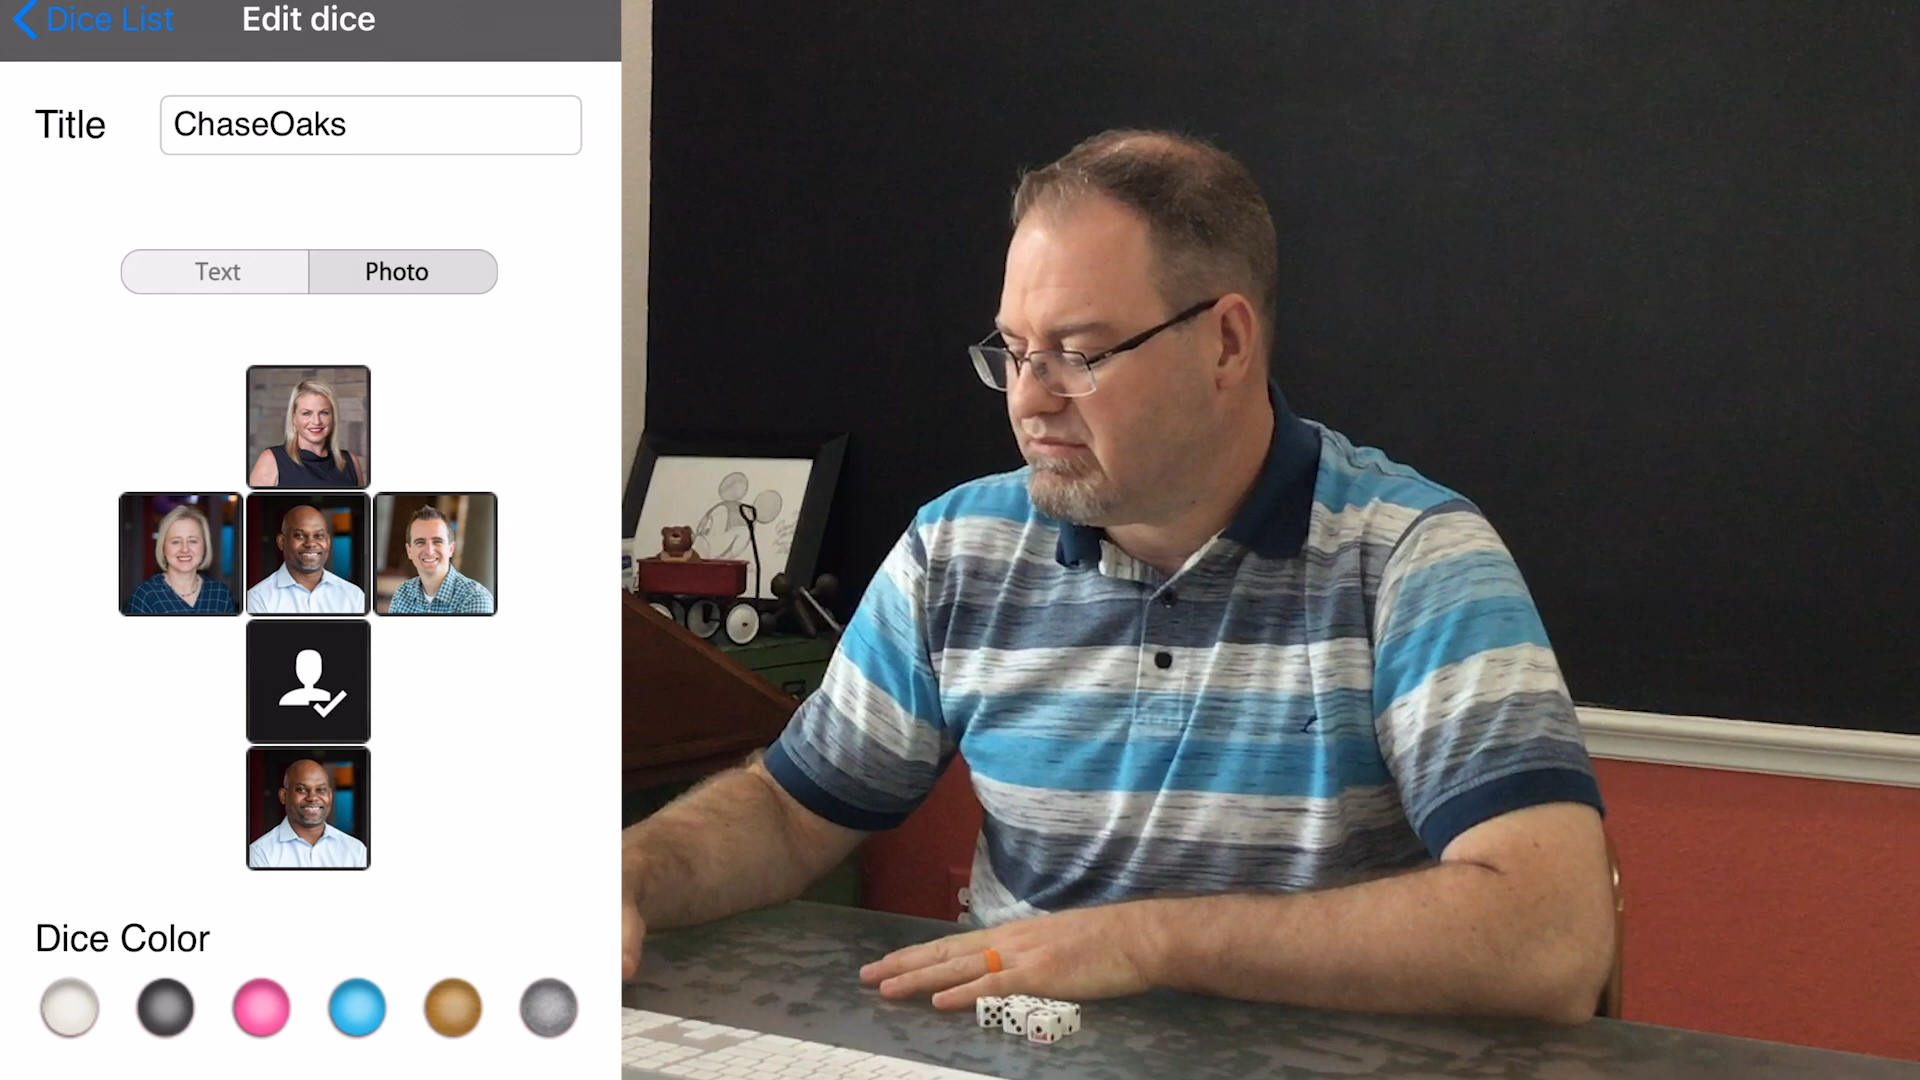 Dice List
Edit dice
Title
ChaseOaks
Text
Photo
Dice Color